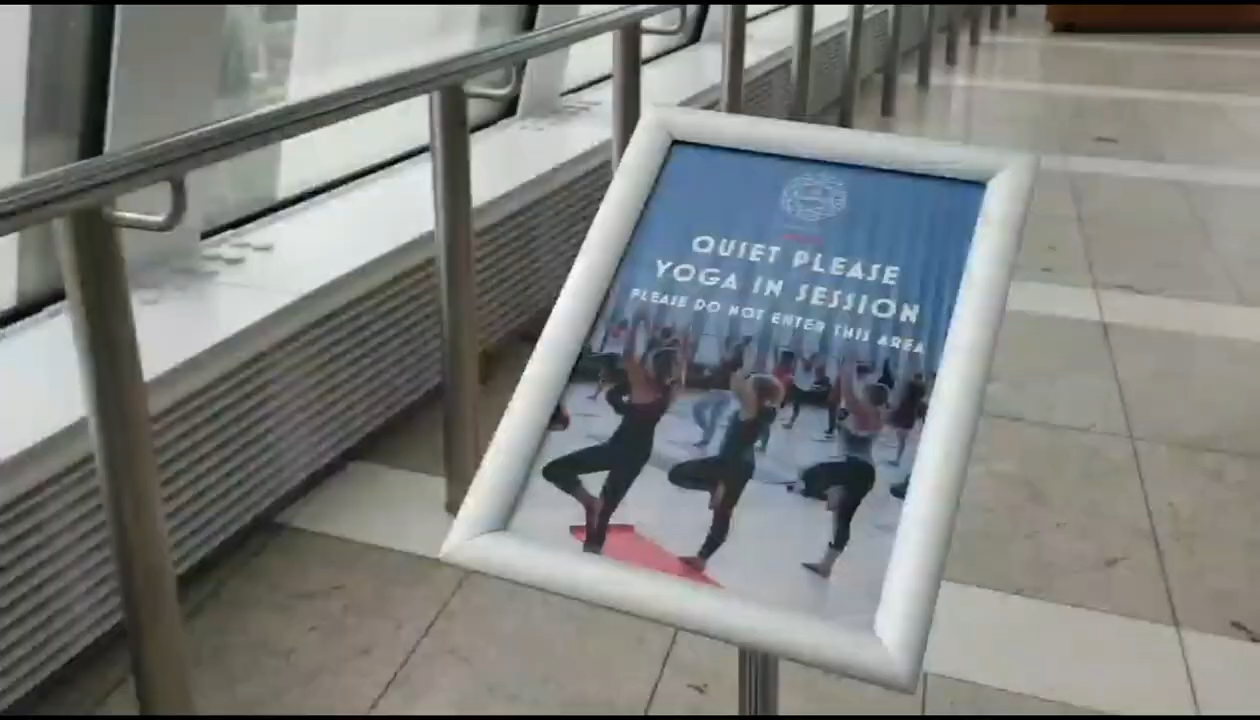 QUIET PLEASE
YOGA IN SESSION
PLEASE DO NOT ENTER THIS AREA